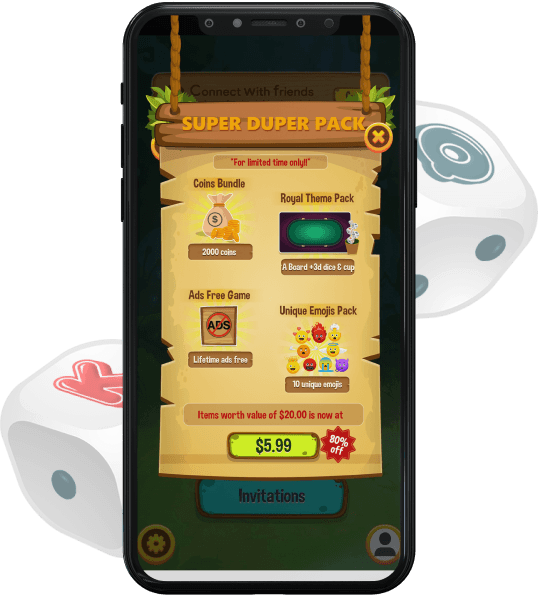 Connect With friends
SUPER DUPER PACK
"For limited time only!!"
Coins Bundle
Royal Theme Pack
$
2000 coins
A Board +3d dice & cup
Ads Free Game
Unique Emojis Pack
ADS
Lifetime ads free
10 unique emojis
Items worth value of $20.00 is now at
$5.99
80%
off
Invitations